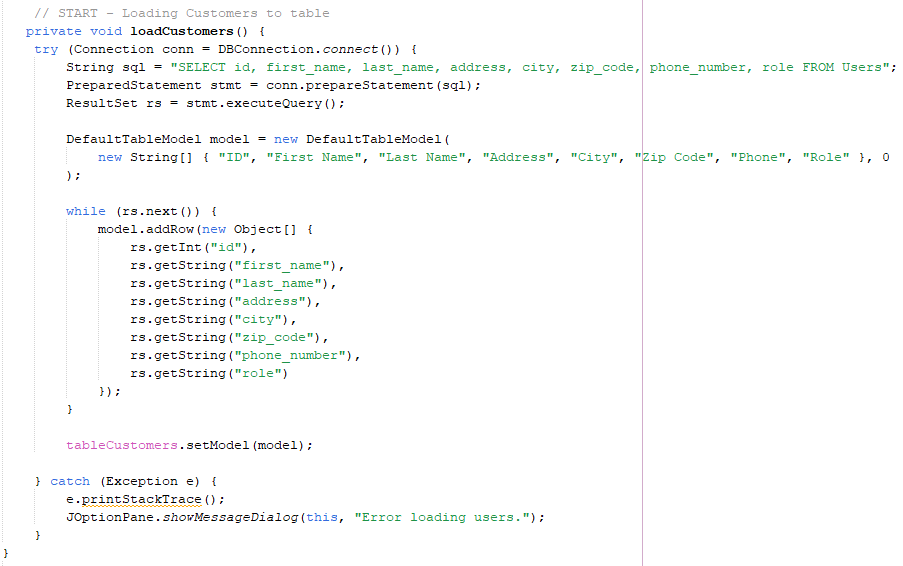 // START - Loading Customers to table
private void loadCustomers() {
try (Connection conn = DBConnection.connect()) {
String sql = "SELECT id, first_name, last_name, address, city, zip_code, phone_number, role FROM Users";
PreparedStatement stmt = conn.prepareStatement(sql);
ResultSet rs = stmt.executeQuery();
DefaultTableModel model = new DefaultTableModel(
new String[] { "ID", "First Name", "Last Name", "Address", "City", "Zip Code", "Phone", "Role" }, 0
);
while (rs.next()) {
model.addRow(new Object[] {
rs.getInt("id"),
rs.getString("first_name"),
rs.getString("last_name"),
rs.getString("address"),
rs.getString("city"),
rs.getString("zip_code"),
rs.getString("phone_number"),
rs.getString("role")
});
}
tableCustomers.setModel(model);
} catch (Exception e) {
e.printStackTrace();
JOptionPane.showMessageDialog(this, "Error loading users.");
}
}